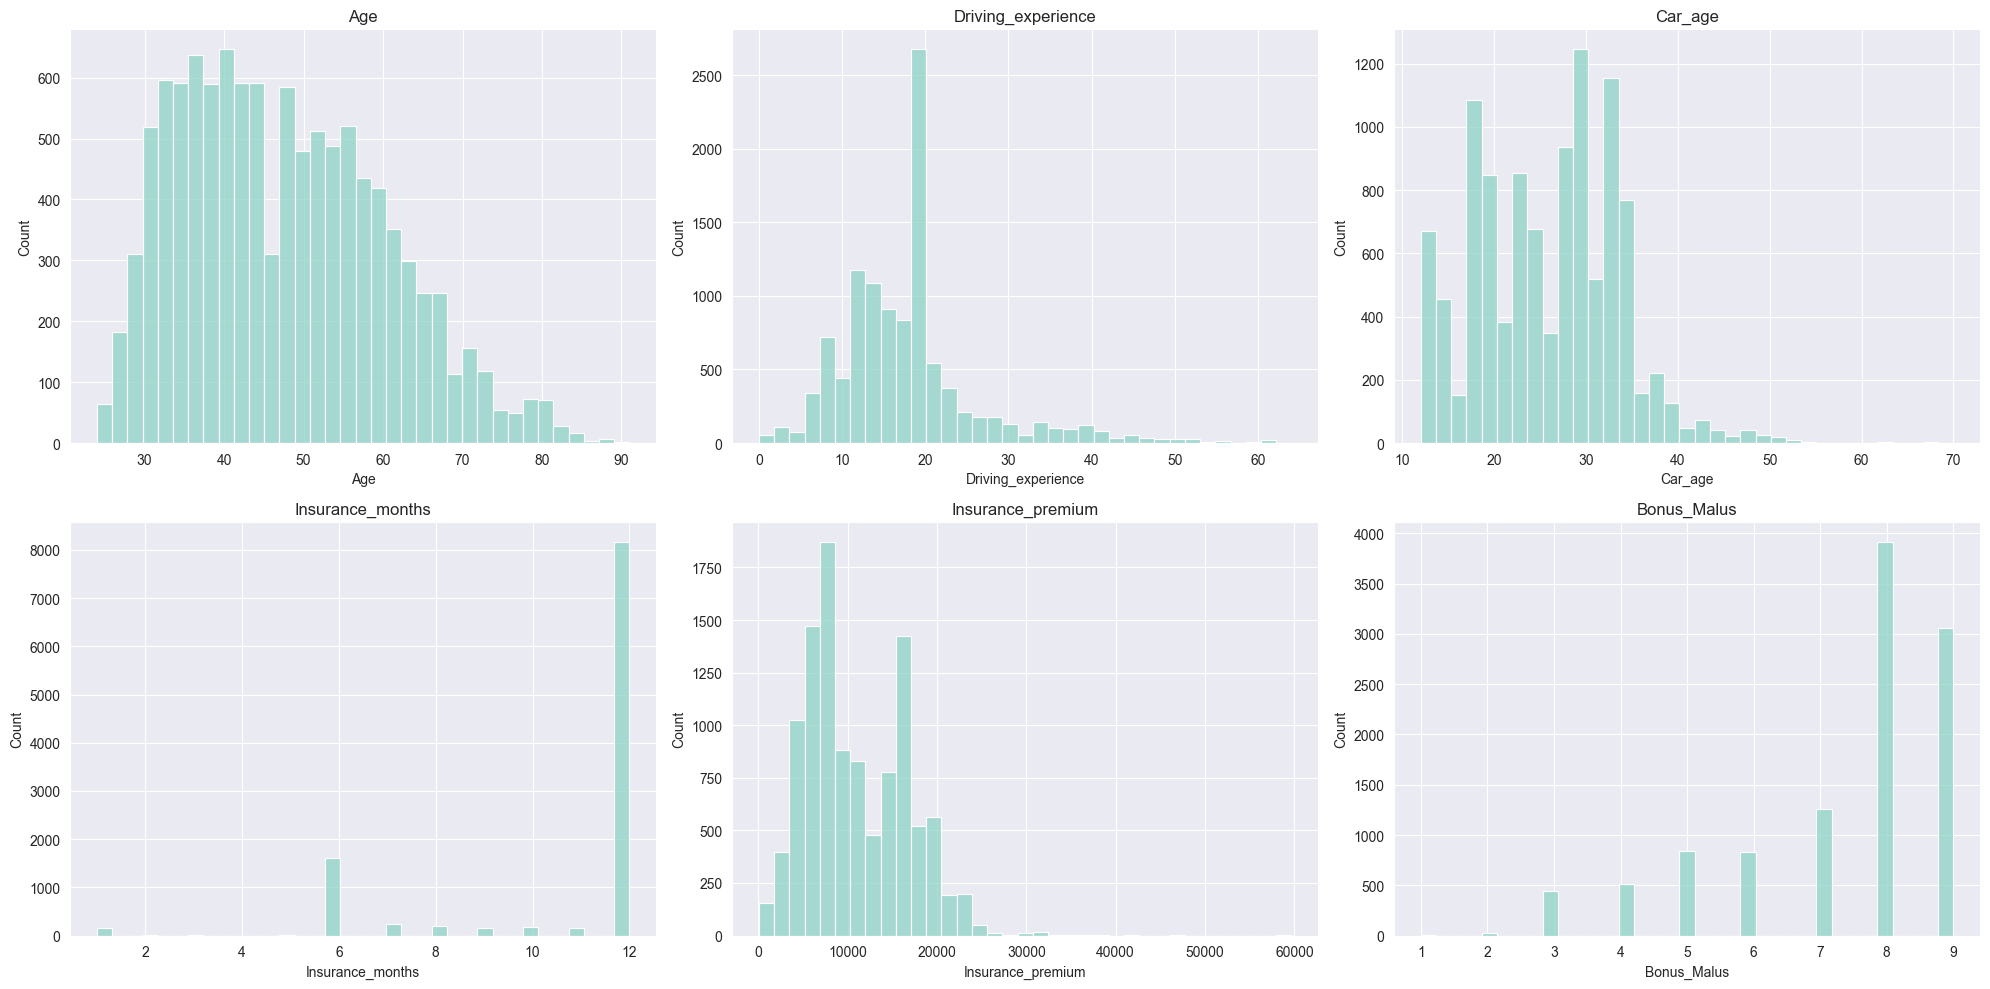 Age
Count
600
500
400
300
200
100
0
30 40 50 60 70 80 90
Age
Driving_experience
Count
2500
2000
1500
1000
500
0
0 10 20 30 40 50 60
Driving_experience
Car_age
Count
1200
1000
800
600
400
200
0
10 20 30 40 50 60 70
Car_age
Insurance_months
Count
8000
7000
6000
5000
4000
3000
2000
1000
0
2 4 6 8 10 12
Insurance_months
Insurance_premium
Count
1750
1500
1250
1000
750
500
250
0
0 10000 20000 30000 40000 50000 60000
Insurance_premium
Bonus_Malus
Count
4000
3500
3000
2500
2000
1500
1000
500
0
1 2 3 4 5 6 7 8 9
Bonus_Malus